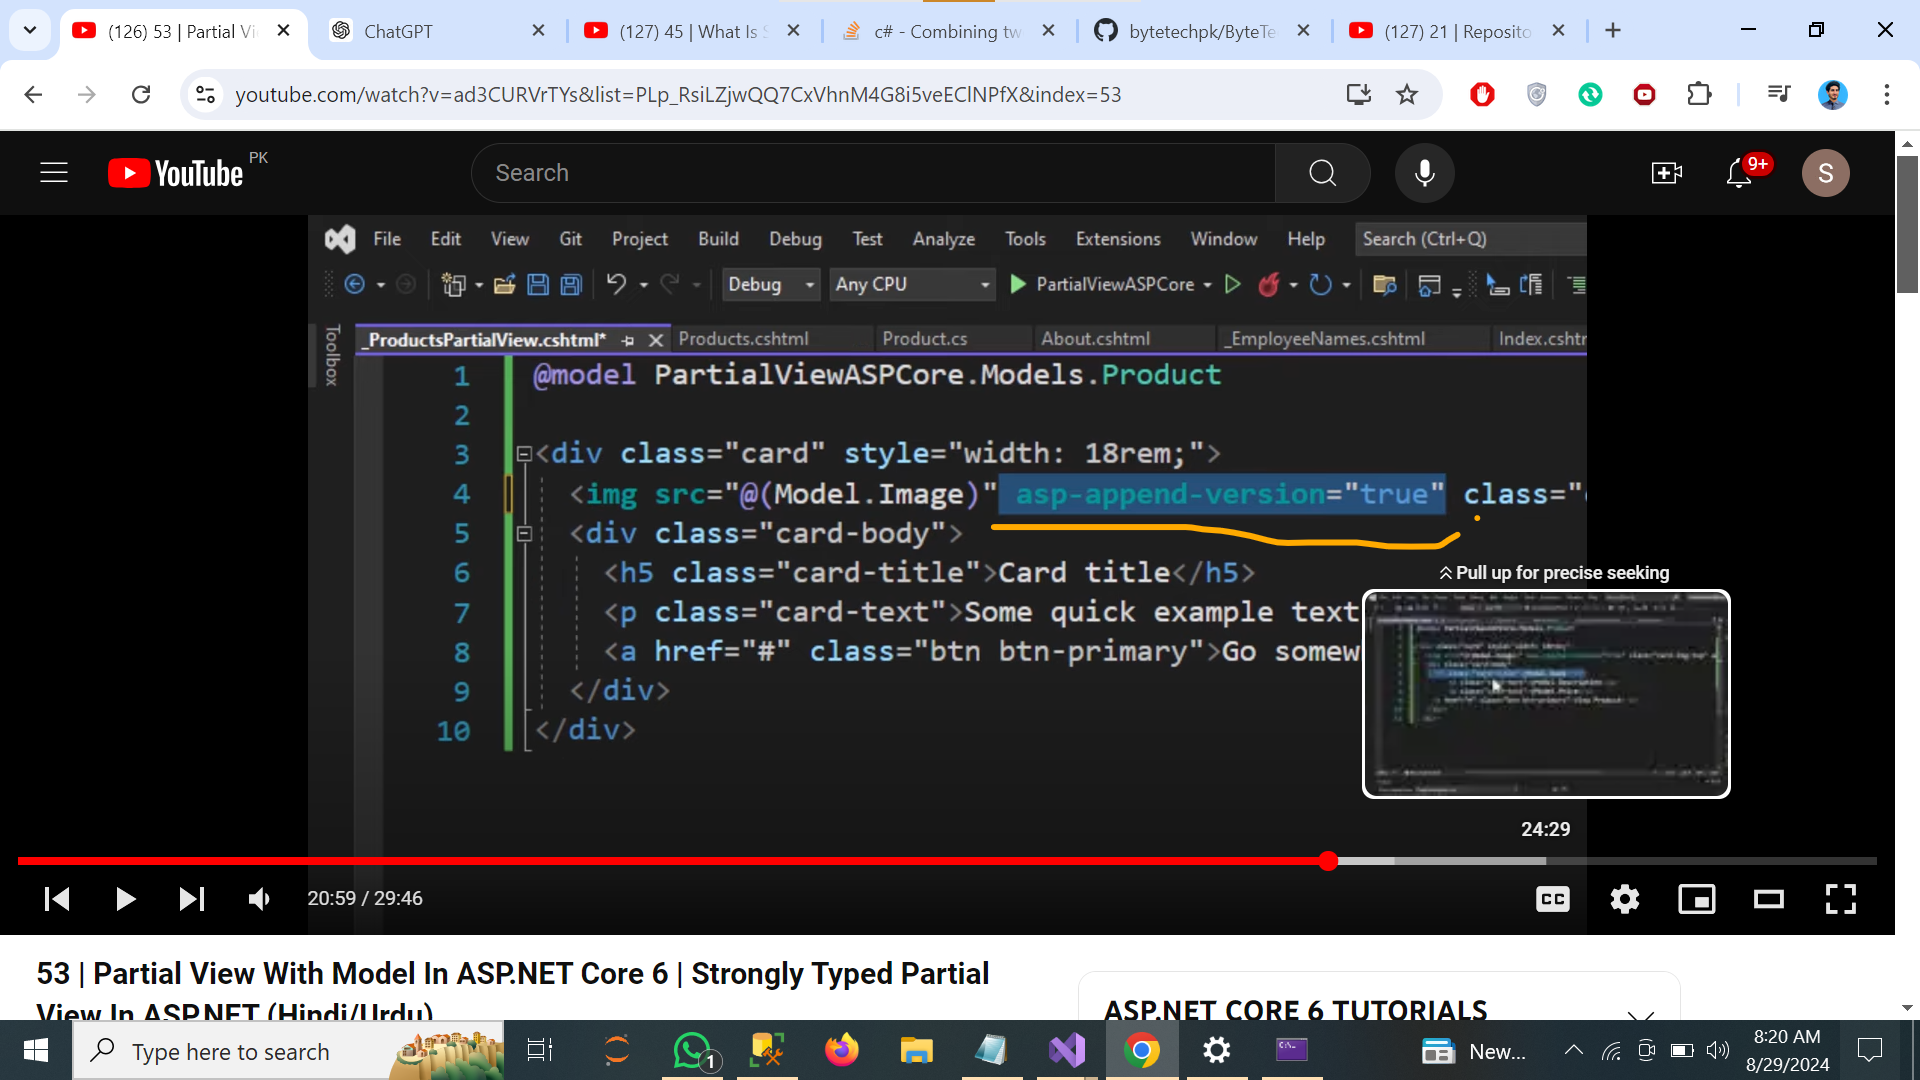 (126) 53 | Partial Vi
ChatGPT
(127) 45 | What Is S
c# - Combining tw
bytetechpk/ByteTe
(127) 21 | Reposito
youtube.com/watch?v=ad3CURVrTYs&list=PLp_RsiLZjwQQ7CxVhnM4G8i5veEClNPfX&index=53
YouTube PK
Search
9+
S
File Edit View Git Project Build Debug Test Analyze Tools Extensions Window Help Search (Ctrl+Q)
Debug Any CPU PartialViewASPCore
Toolbox
_ProductsPartialView.cshtml* Products.cshtml Product.cs About.cshtml _EmployeeNames.cshtml Index.cshtm
1 @model PartialViewASPCore.Models.Product
2
3 <div class="card" style="width: 18rem;">
4 <img src="@(Model.Image)" asp-append-version="true" class="
5 <div class="card-body">
6 <h5 class="card-title">Card title</h5>
7 <p class="card-text">Some quick example text
8 <a href="#" class="btn btn-primary">Go somew
9 </div>
10 </div>
Pull up for precise seeking
24:29
20:59 / 29:46
CC
53 | Partial View With Model In ASP.NET Core 6 | Strongly Typed Partial
View In ASP.NET (Hindi/Urdu)
ASP.NET CORE 6 TUTORIALS
Type here to search
1
New...
8:20 AM
8/29/2024